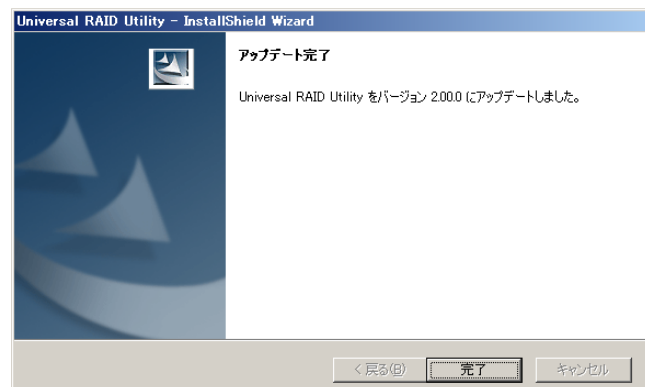 Universal RAID Utility - InstallShield Wizard
アップデート完了
Universal RAID Utility をバージョン 2.00.0 にアップデートしました。
< 戻る(B)
完了
キャンセル